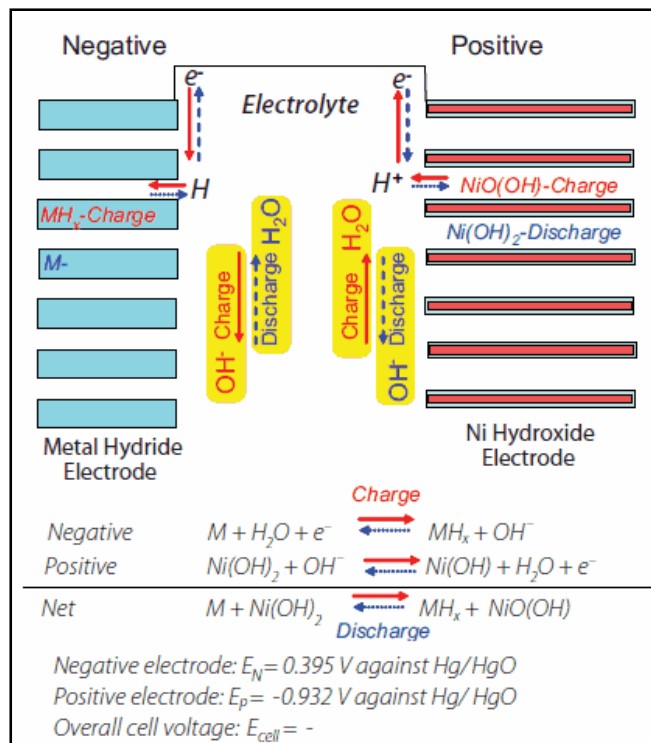 Negative
Positive
e⁻
e⁻
Electrolyte
H
H⁺
NiO(OH)-Charge
MHₓ-Charge
Ni(OH)₂-Discharge
M-
OH⁻ Charge
Discharge H₂O
Charge H₂O
OH⁻ Discharge
Metal Hydride
Electrode
Ni Hydroxide
Electrode
Charge
Negative M + H₂O + e⁻ MHₓ + OH⁻
Positive Ni(OH)₂ + OH⁻ Ni(OH) + H₂O + e⁻
Net M + Ni(OH)₂ MHₓ + NiO(OH)
Discharge
Negative electrode: E_N = 0.395 V against Hg/HgO
Positive electrode: E_P = -0.932 V against Hg/HgO
Overall cell voltage: E_cell = -